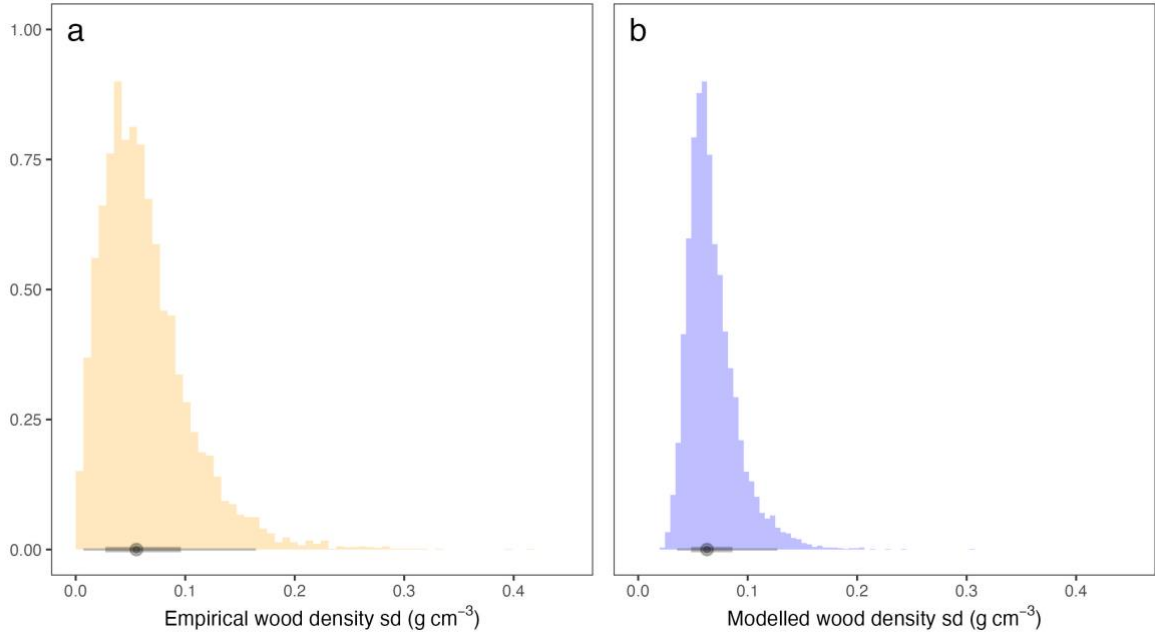 a
b
1.00
0.75
0.50
0.25
0.00
0.0 0.1 0.2 0.3 0.4
0.0 0.1 0.2 0.3 0.4
Empirical wood density sd (g cm⁻³)
Modelled wood density sd (g cm⁻³)